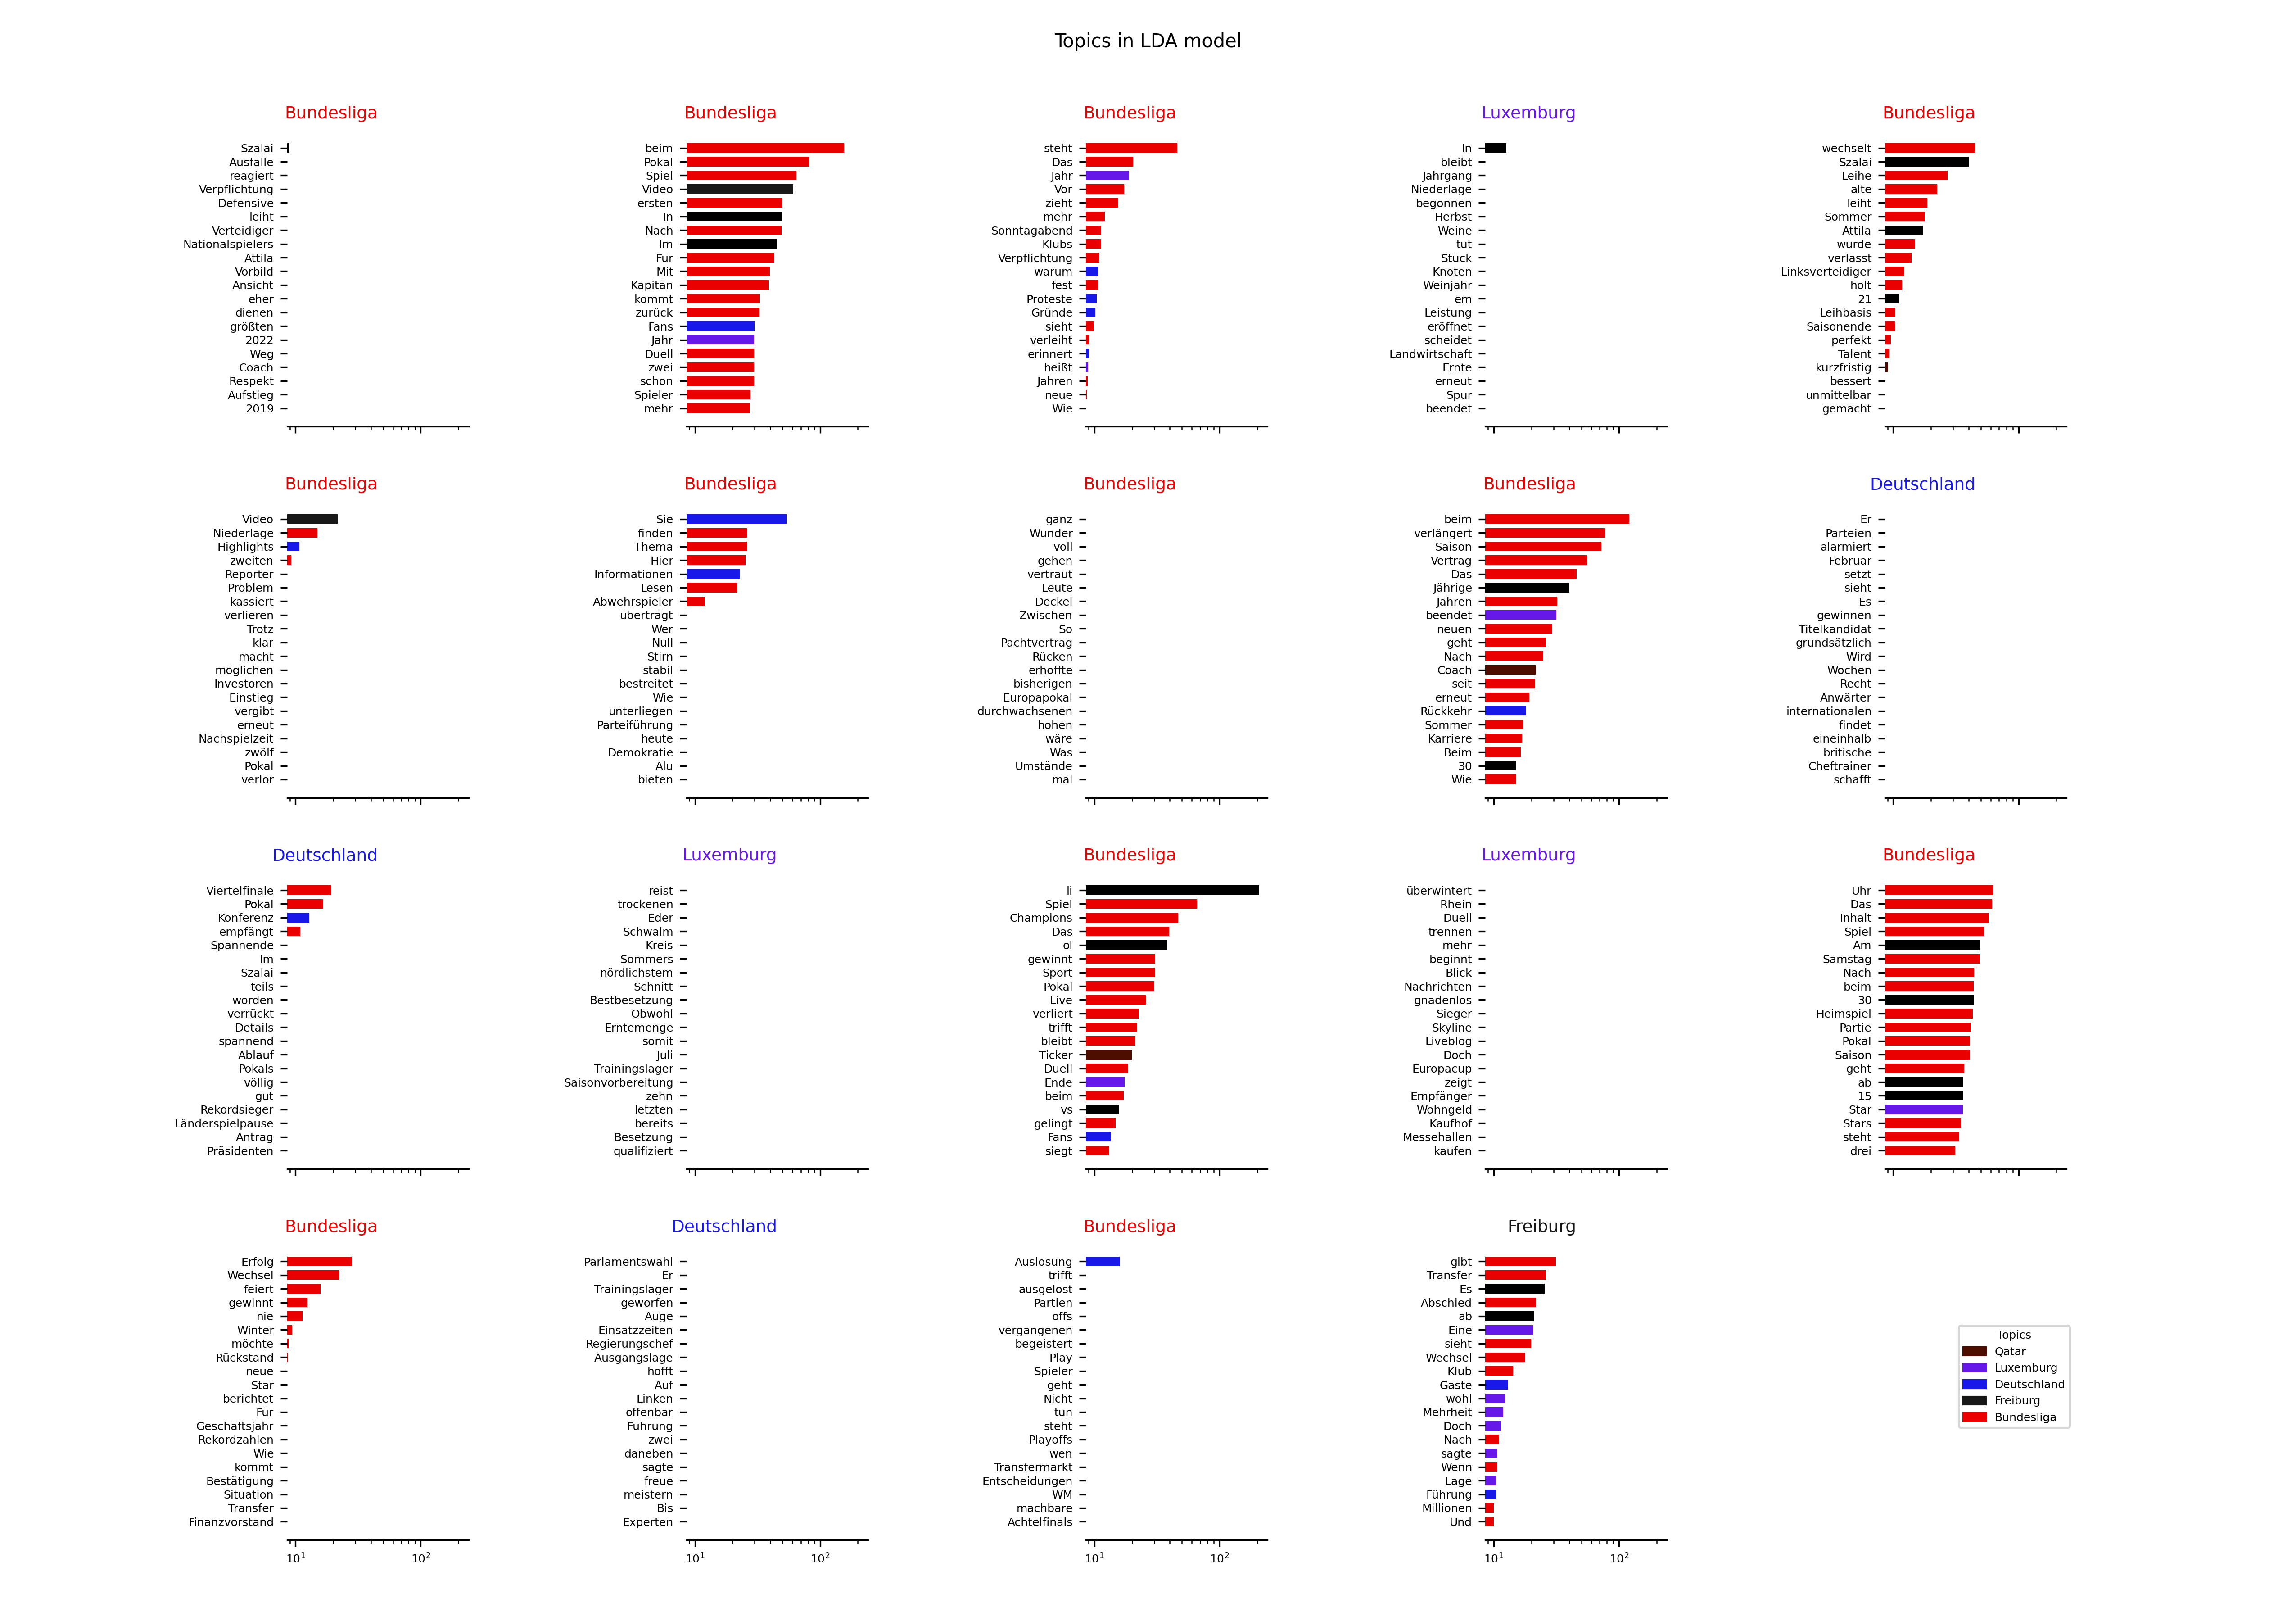 Topics in LDA model
Bundesliga
Szalai
Ausfälle
reagiert
Verpflichtung
Defensive
leiht
Verteidiger
Nationalspielers
Attila
Vorbild
Ansicht
eher
dienen
größten
2022
Weg
Coach
Respekt
Aufstieg
2019
Bundesliga
beim
Pokal
Spiel
Video
ersten
In
Nach
Im
Für
Mit
Kapitän
kommt
zurück
Fans
Jahr
Duell
zwei
schon
Spieler
mehr
Bundesliga
steht
Das
Jahr
Vor
zieht
mehr
Sonntagabend
Klubs
Verpflichtung
warum
fest
Proteste
Gründe
sieht
verleiht
erinnert
heißt
Jahren
neue
Wie
Luxemburg
In
bleibt
Jahrgang
Niederlage
begonnen
Herbst
Weine
tut
Stück
Knoten
Weinjahr
em
Leistung
eröffnet
scheidet
Landwirtschaft
Ernte
erneut
Spur
beendet
Bundesliga
wechselt
Szalai
Leihe
alte
leiht
Sommer
Attila
wurde
verlässt
Linksverteidiger
holt
21
Leihbasis
Saisonende
perfekt
Talent
kurzfristig
bessert
unmittelbar
gemacht
Bundesliga
Video
Niederlage
Highlights
zweiten
Reporter
Problem
kassiert
verlieren
Trotz
klar
macht
möglichen
Investoren
Einstieg
vergibt
erneut
Nachspielzeit
zwölf
Pokal
verlor
Bundesliga
Sie
finden
Thema
Hier
Informationen
Lesen
Abwehrspieler
überträgt
Wer
Null
Stirn
stabil
bestreitet
Wie
unterliegen
Parteiführung
heute
Demokratie
Alu
bieten
Bundesliga
ganz
Wunder
voll
gehen
vertraut
Leute
Deckel
Zwischen
So
Pachtvertrag
Rücken
erhoffte
bisherigen
Europapokal
durchwachsenen
hohen
wäre
Was
Umstände
mal
Bundesliga
beim
verlängert
Saison
Vertrag
Das
Jährige
Jahren
beendet
neuen
geht
Nach
Coach
seit
erneut
Rückkehr
Sommer
Karriere
Beim
30
Wie
Deutschland
Er
Parteien
alarmiert
Februar
setzt
sieht
Es
gewinnen
Titelkandidat
grundsätzlich
Wird
Wochen
Recht
Anwärter
internationalen
findet
eineinhalb
britische
Cheftrainer
schafft
Deutschland
Viertelfinale
Pokal
Konferenz
empfängt
Spannende
Im
Szalai
teils
worden
verrückt
Details
spannend
Ablauf
Pokals
völlig
gut
Rekordsieger
Länderspielpause
Antrag
Präsidenten
Luxemburg
reist
trockenen
Eder
Schwalm
Kreis
Sommers
nördlichstem
Schnitt
Bestbesetzung
Obwohl
Erntemenge
somit
Juli
Trainingslager
Saisonvorbereitung
zehn
letzten
bereits
Besetzung
qualifiziert
Bundesliga
li
Spiel
Champions
Das
ol
gewinnt
Sport
Pokal
Live
verliert
trifft
bleibt
Ticker
Duell
Ende
beim
vs
gelingt
Fans
siegt
Luxemburg
überwintert
Rhein
Duell
trennen
mehr
beginnt
Blick
Nachrichten
gnadenlos
Sieger
Skyline
Liveblog
Doch
Europacup
zeigt
Empfänger
Wohngeld
Kaufhof
Messehallen
kaufen
Bundesliga
Uhr
Das
Inhalt
Spiel
Am
Samstag
Nach
beim
30
Heimspiel
Partie
Pokal
Saison
geht
ab
15
Star
Stars
steht
drei
Bundesliga
Erfolg
Wechsel
feiert
gewinnt
nie
Winter
möchte
Rückstand
neue
Star
berichtet
Für
Geschäftsjahr
Rekordzahlen
Wie
kommt
Bestätigung
Situation
Transfer
Finanzvorstand
10¹ 10²
Deutschland
Parlamentswahl
Er
Trainingslager
geworfen
Auge
Einsatzzeiten
Regierungschef
Ausgangslage
hofft
Auf
Linken
offenbar
Führung
zwei
daneben
sagte
freue
meistern
Bis
Experten
10¹ 10²
Bundesliga
Auslosung
trifft
ausgelost
Partien
offs
vergangenen
begeistert
Play
Spieler
geht
Nicht
tun
steht
Playoffs
wen
Transfermarkt
Entscheidungen
WM
machbare
Achtelfinals
10¹ 10²
Freiburg
gibt
Transfer
Es
Abschied
ab
Eine
sieht
Wechsel
Klub
Gäste
wohl
Mehrheit
Doch
Nach
sagte
Wenn
Lage
Führung
Millionen
Und
10¹ 10²
Topics
Qatar
Luxemburg
Deutschland
Freiburg
Bundesliga